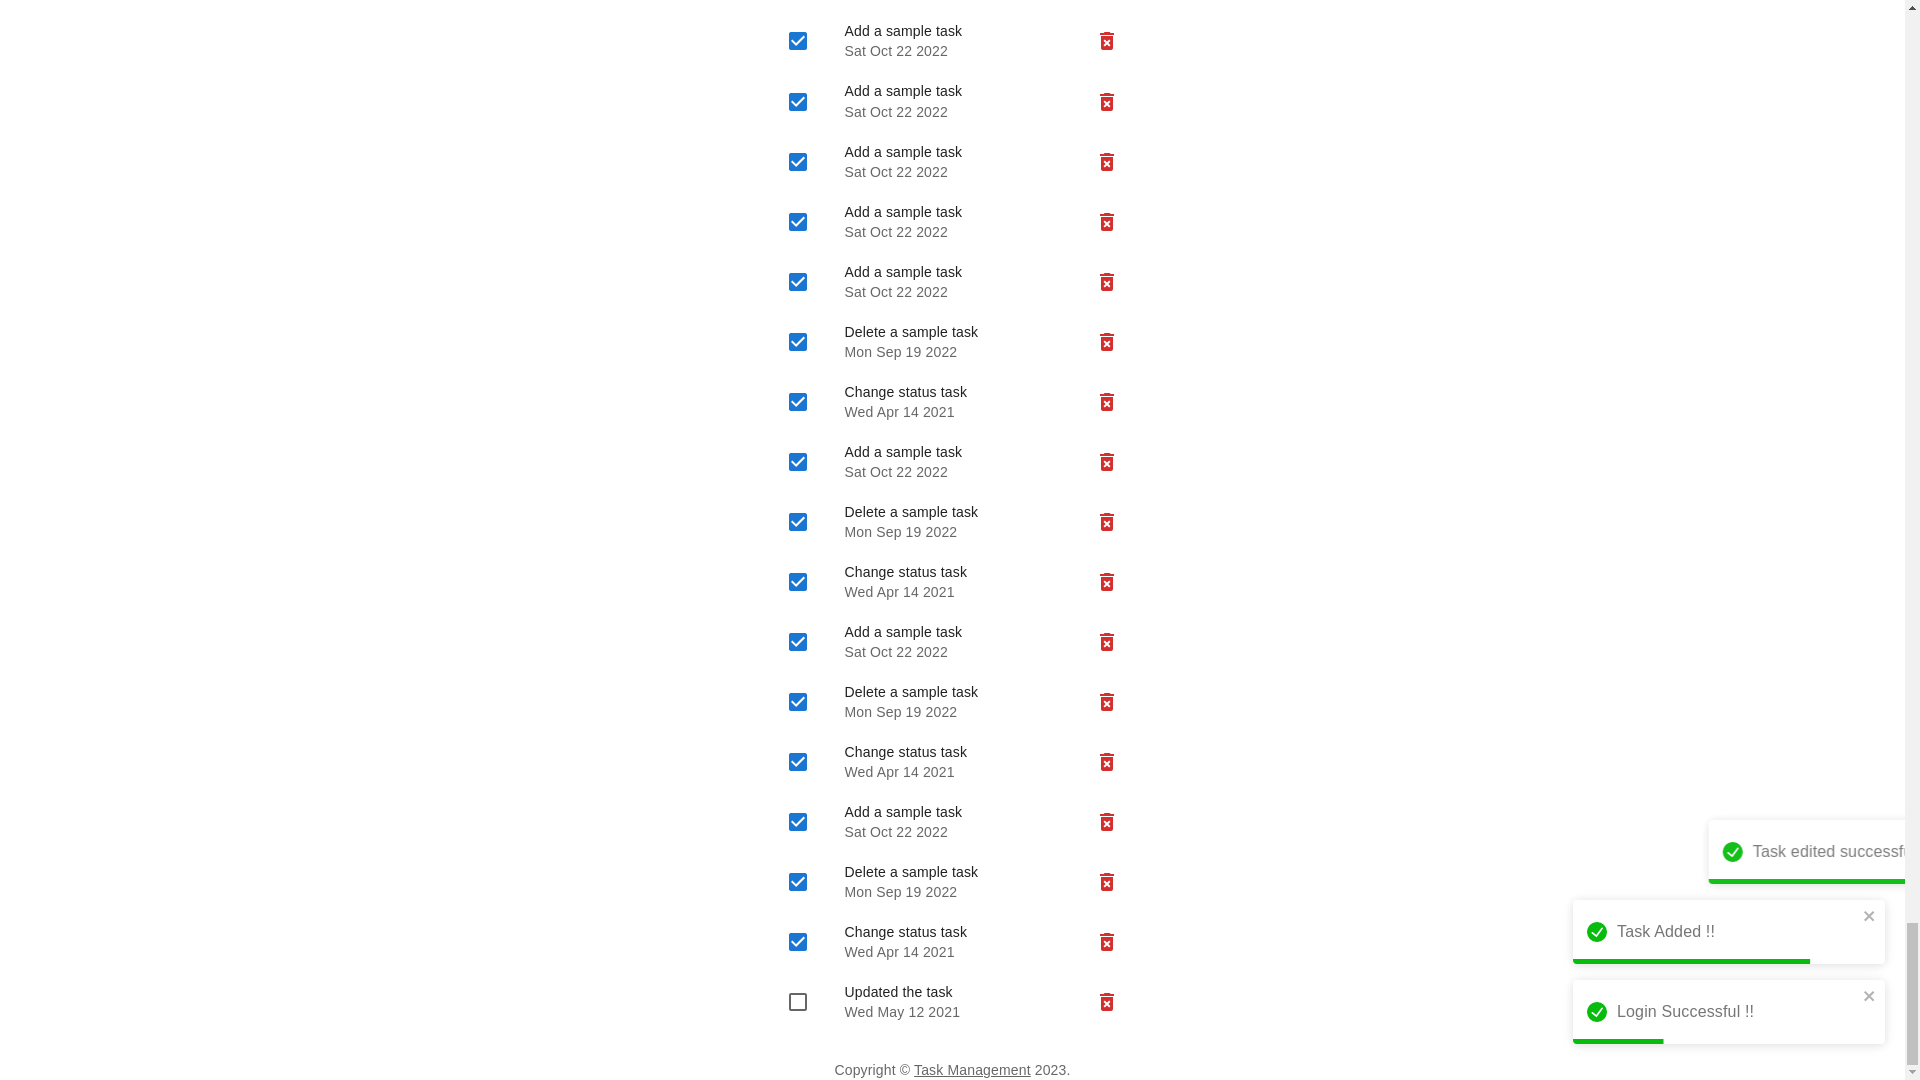 Add a sample task
Sat Oct 22 2022
Add a sample task
Sat Oct 22 2022
Add a sample task
Sat Oct 22 2022
Add a sample task
Sat Oct 22 2022
Add a sample task
Sat Oct 22 2022
Delete a sample task
Mon Sep 19 2022
Change status task
Wed Apr 14 2021
Add a sample task
Sat Oct 22 2022
Delete a sample task
Mon Sep 19 2022
Change status task
Wed Apr 14 2021
Add a sample task
Sat Oct 22 2022
Delete a sample task
Mon Sep 19 2022
Change status task
Wed Apr 14 2021
Add a sample task
Sat Oct 22 2022
Delete a sample task
Mon Sep 19 2022
Change status task
Wed Apr 14 2021
Updated the task
Wed May 12 2021
Copyright © Task Management 2023.
Task edited
Task Added !!
Login Successful !!